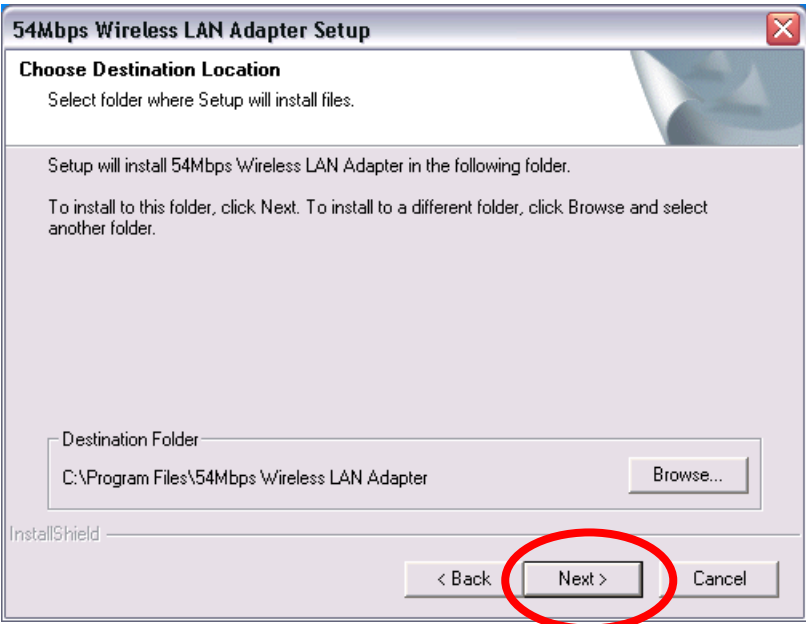 54Mbps Wireless LAN Adapter Setup
Choose Destination Location
Select folder where Setup will install files.
Setup will install 54Mbps Wireless LAN Adapter in the following folder.
To install to this folder, click Next. To install to a different folder, click Browse and select
another folder.
Destination Folder
C:\Program Files\54Mbps Wireless LAN Adapter
Browse...
InstallShield
< Back
Next >
Cancel